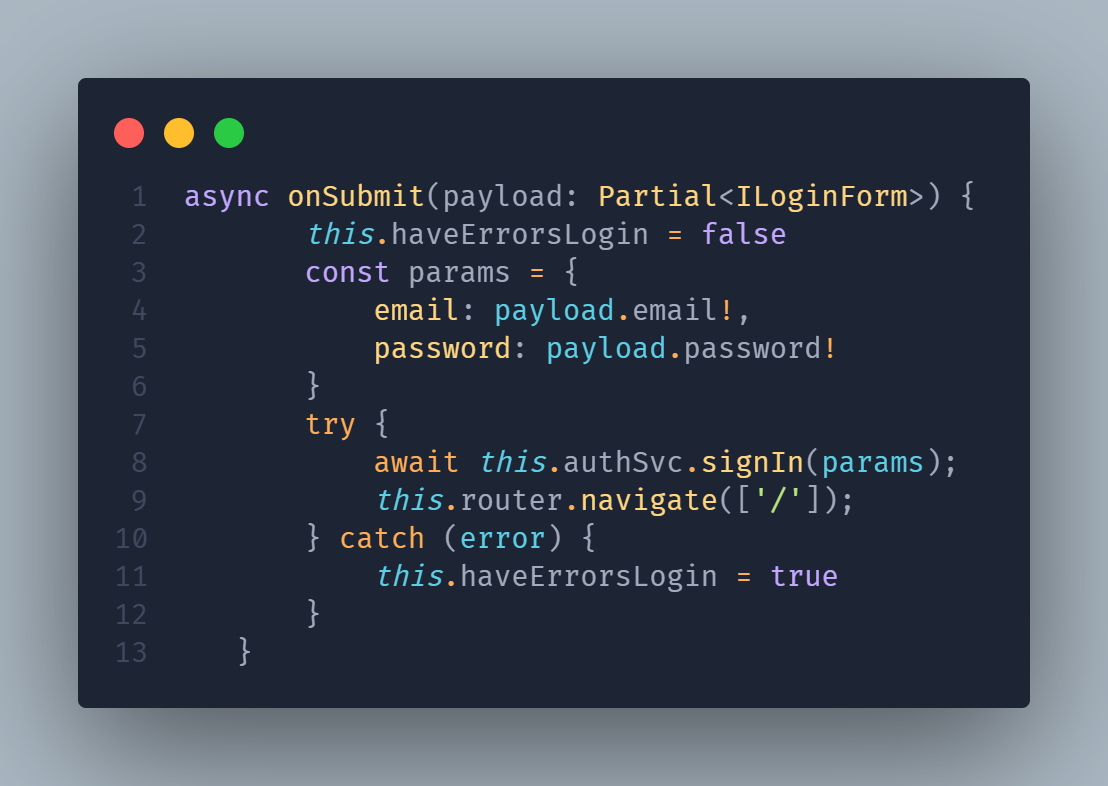 1 async onSubmit(payload: Partial<ILoginForm>) {
2 this.haveErrorsLogin = false
3 const params = {
4 email: payload.email!,
5 password: payload.password!
6 }
7 try {
8 await this.authSvc.signIn(params);
9 this.router.navigate(['/']);
10 } catch (error) {
11 this.haveErrorsLogin = true
12 }
13 }